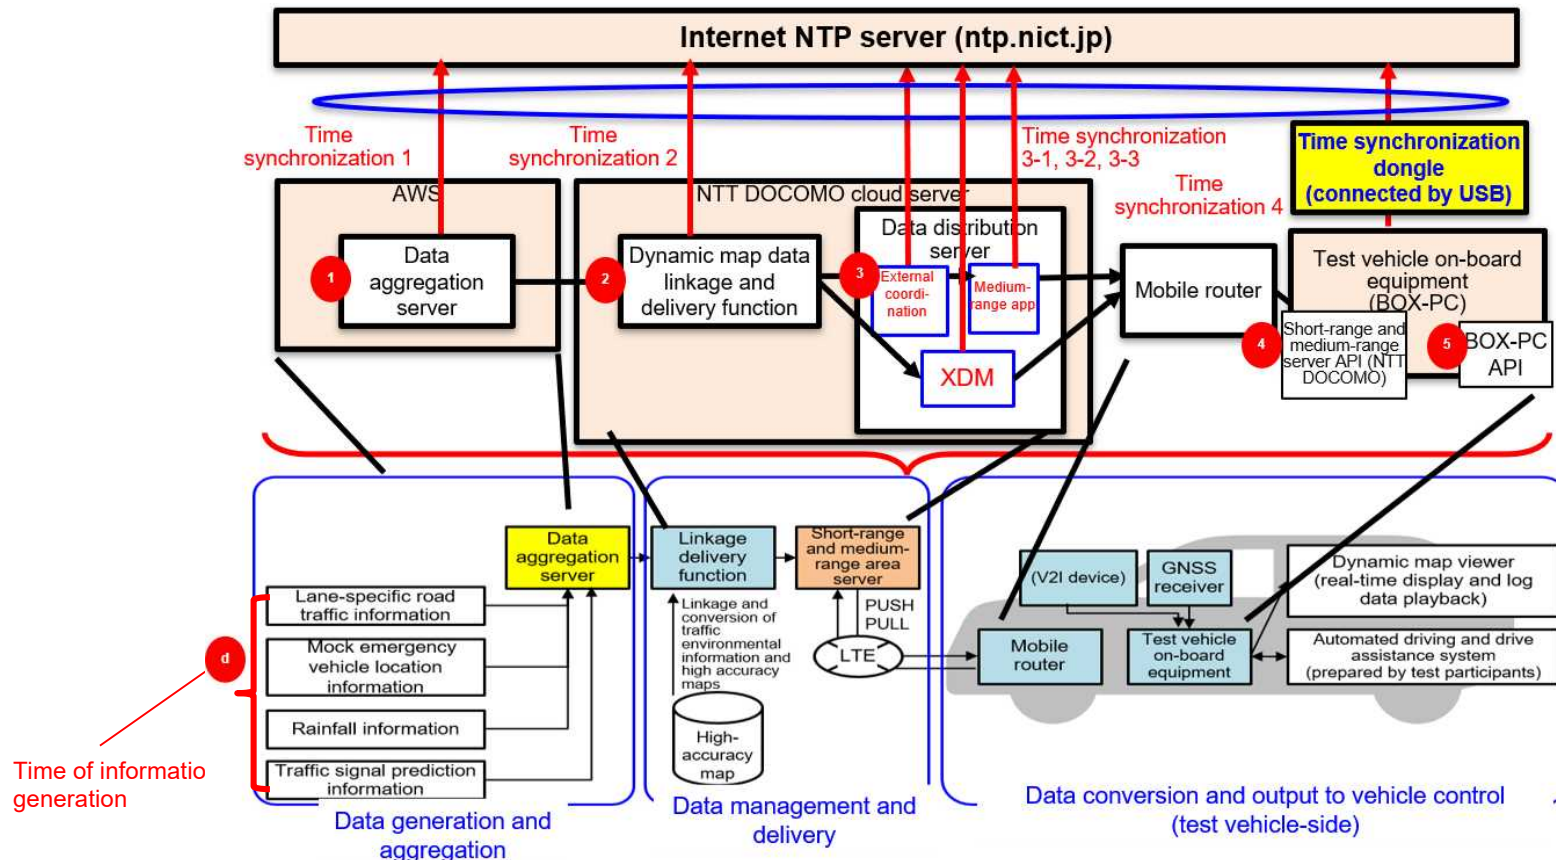 Internet NTP server (ntp.nict.jp)
Time
synchronization 1
Time
synchronization 2
Time synchronization
3-1, 3-2, 3-3
Time
synchronization 4
Time synchronization
dongle
(connected by USB)
AWS
NTT DOCOMO cloud server
Data distribution
server
1
Data
aggregation
server
2
Dynamic map data
linkage and
delivery function
3
External
coordi-
nation
Medium-
range app
XDM
Mobile router
Test vehicle on-board
equipment
(BOX-PC)
4
Short-range and
medium-range
server API (NTT
DOCOMO)
5
BOX-PC
API
Data
aggregation
server
Linkage
delivery
function
Short-range
and medium-
range area
server
(V2I device)
GNSS
receiver
Dynamic map viewer
(real-time display and log
data playback)
Lane-specific road
traffic information
Mock emergency
vehicle location
information
Rainfall information
Traffic signal prediction
information
d
Time of informatio
generation
Linkage and
conversion of
traffic
environmental
information and
high accuracy
maps
High-
accuracy
map
PUSH
PULL
LTE
Mobile
router
Test vehicle
on-board
equipment
Automated driving and drive
assistance system
(prepared by test participants)
Data generation and
aggregation
Data management and
delivery
Data conversion and output to vehicle control
(test vehicle-side)